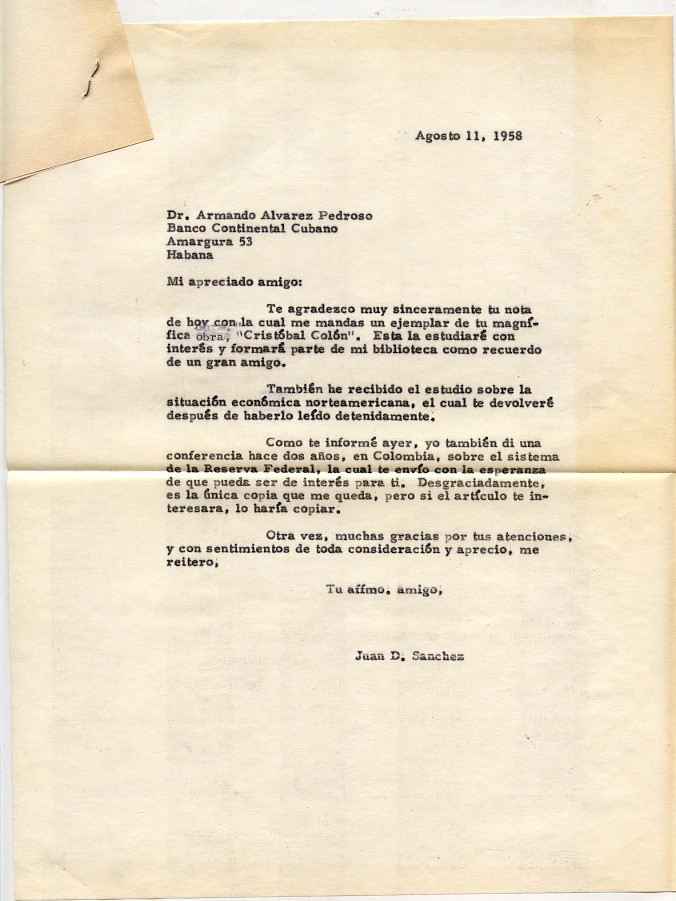 Agosto 11, 1958
Dr. Armando Alvarez Pedroso
Banco Continental Cubano
Amargura 53
Habana
Mi apreciado amigo:
Te agradezco muy sinceramente tu nota
de hoy con la cual me mandas un ejemplar de tu magní-
fica obra, "Cristóbal Colón". Esta la estudiaré con
interés y formará parte de mi biblioteca como recuerdo
de un gran amigo.
También he recibido el estudio sobre la
situación económica norteamericana, el cual te devolveré
después de haberlo leído detenidamente.
Como te informé ayer, yo también di una
conferencia hace dos años, en Colombia, sobre el sistema
de la Reserva Federal, la cual te envío con la esperanza
de que pueda ser de interés para ti. Desgraciadamente,
es la única copia que me queda, pero si el artículo te in-
teresara, lo haría copiar.
Otra vez, muchas gracias por tus atenciones,
y con sentimientos de toda consideración y aprecio, me
reitero,
Tu affmo. amigo,
Juan D. Sanchez